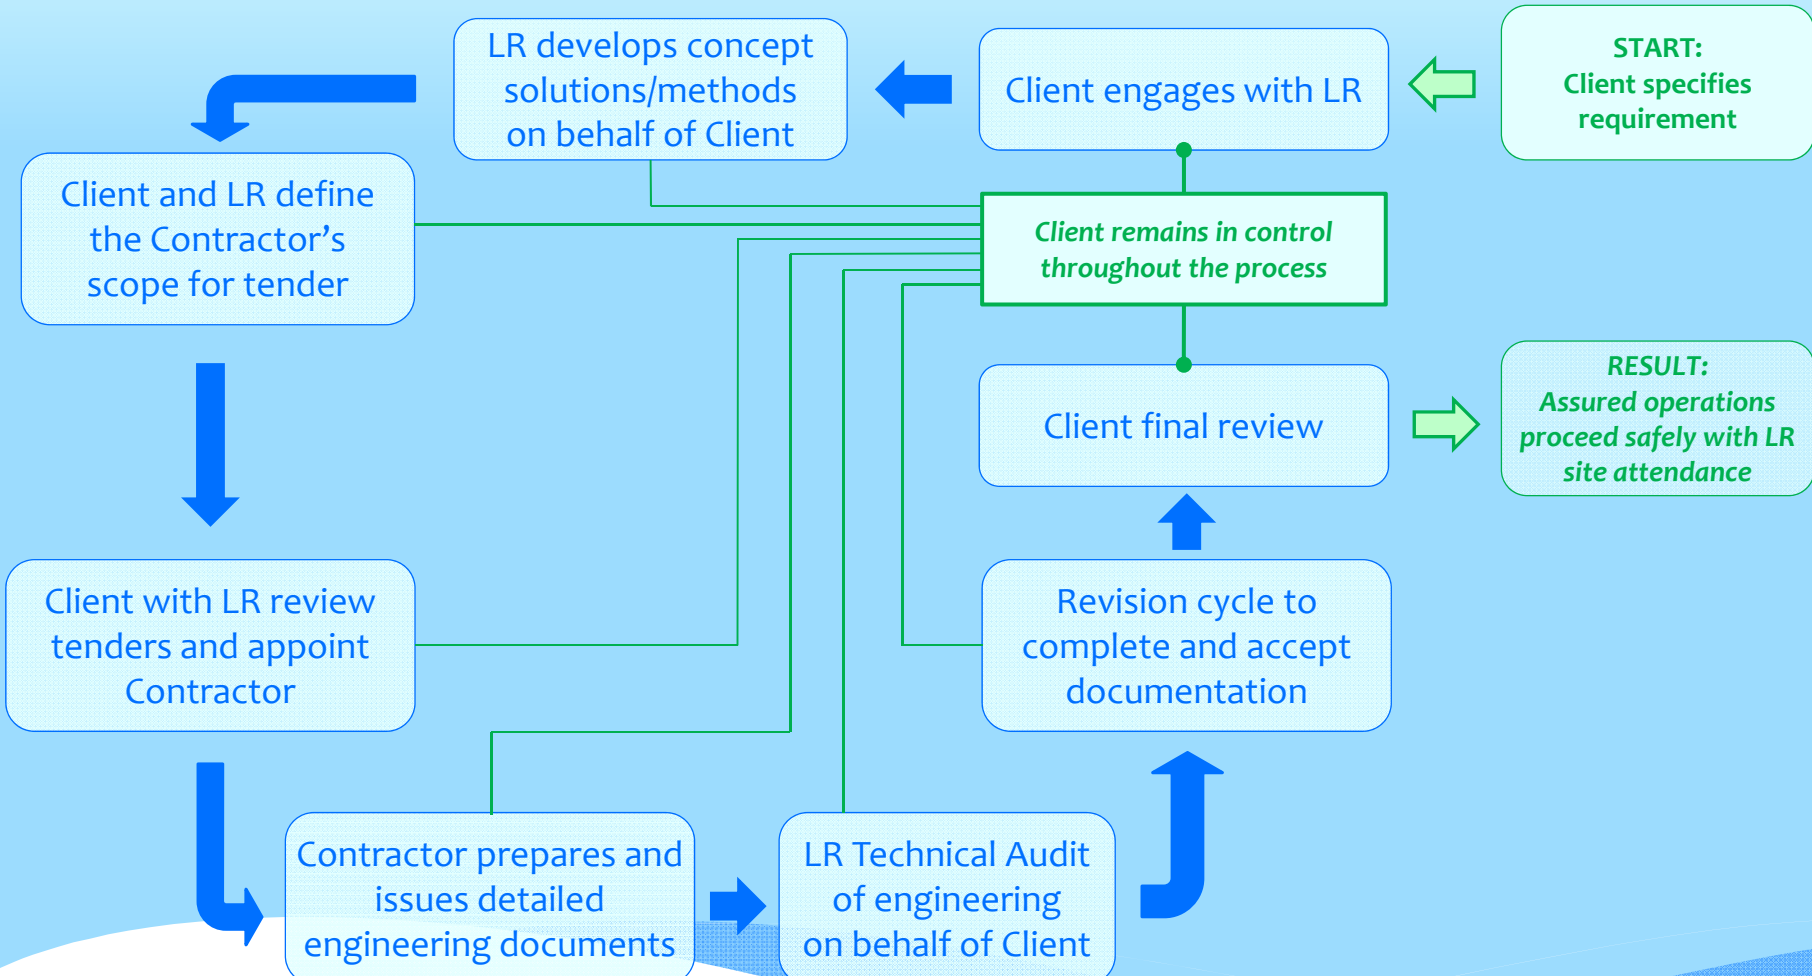 START:
Client specifies
requirement
Client engages with LR
LR develops concept
solutions/methods
on behalf of Client
Client and LR define
the Contractor’s
scope for tender
Client with LR review
tenders and appoint
Contractor
Contractor prepares and
issues detailed
engineering documents
LR Technical Audit
of engineering
on behalf of Client
Revision cycle to
complete and accept
documentation
Client final review
RESULT:
Assured operations
proceed safely with LR
site attendance
Client remains in control
throughout the process